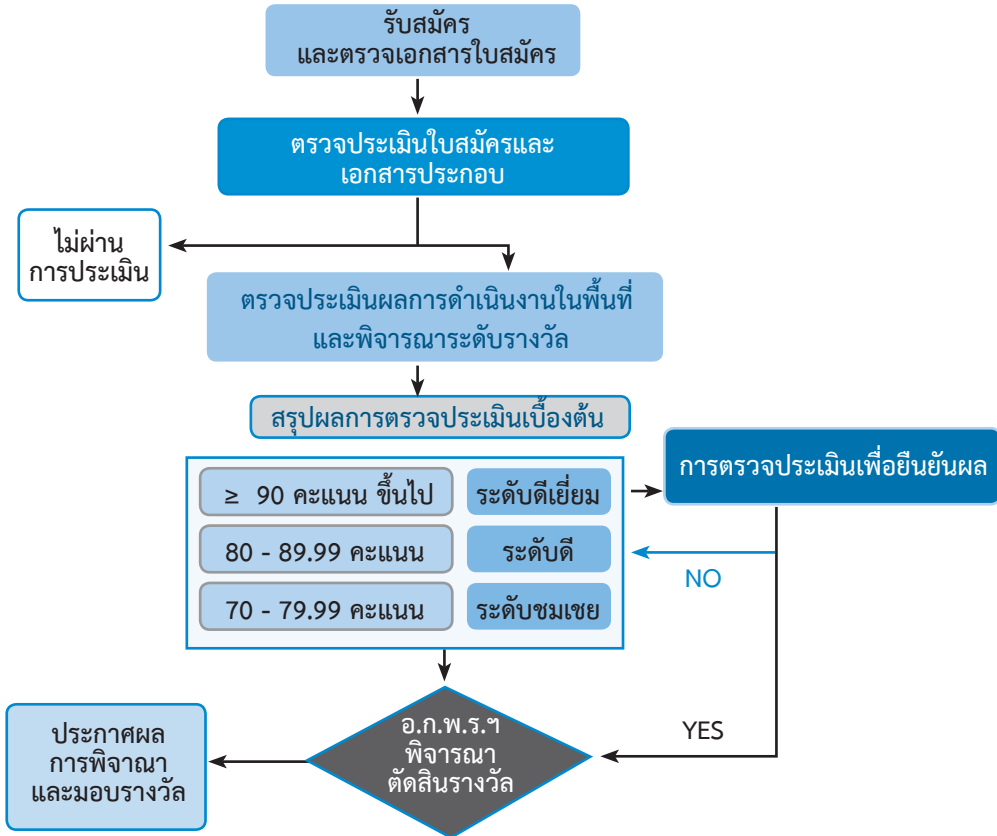 รับสมัคร
และตรวจเอกสารใบสมัคร
ตรวจประเมินใบสมัครและ
เอกสารประกอบ
ไม่ผ่าน
การประเมิน
ตรวจประเมินผลการดำเนินงานในพื้นที่
และพิจารณาระดับรางวัล
สรุปผลการตรวจประเมินเบื้องต้น
≥ 90 คะแนน ขึ้นไป ระดับดีเยี่ยม
การตรวจประเมินเพื่อยืนยันผล
80 - 89.99 คะแนน ระดับดี
NO
70 - 79.99 คะแนน ระดับชมเชย
อ.ก.พ.ร.ฯ
พิจารณา
ตัดสินรางวัล
YES
ประกาศผล
การพิจาณา
และมอบรางวัล